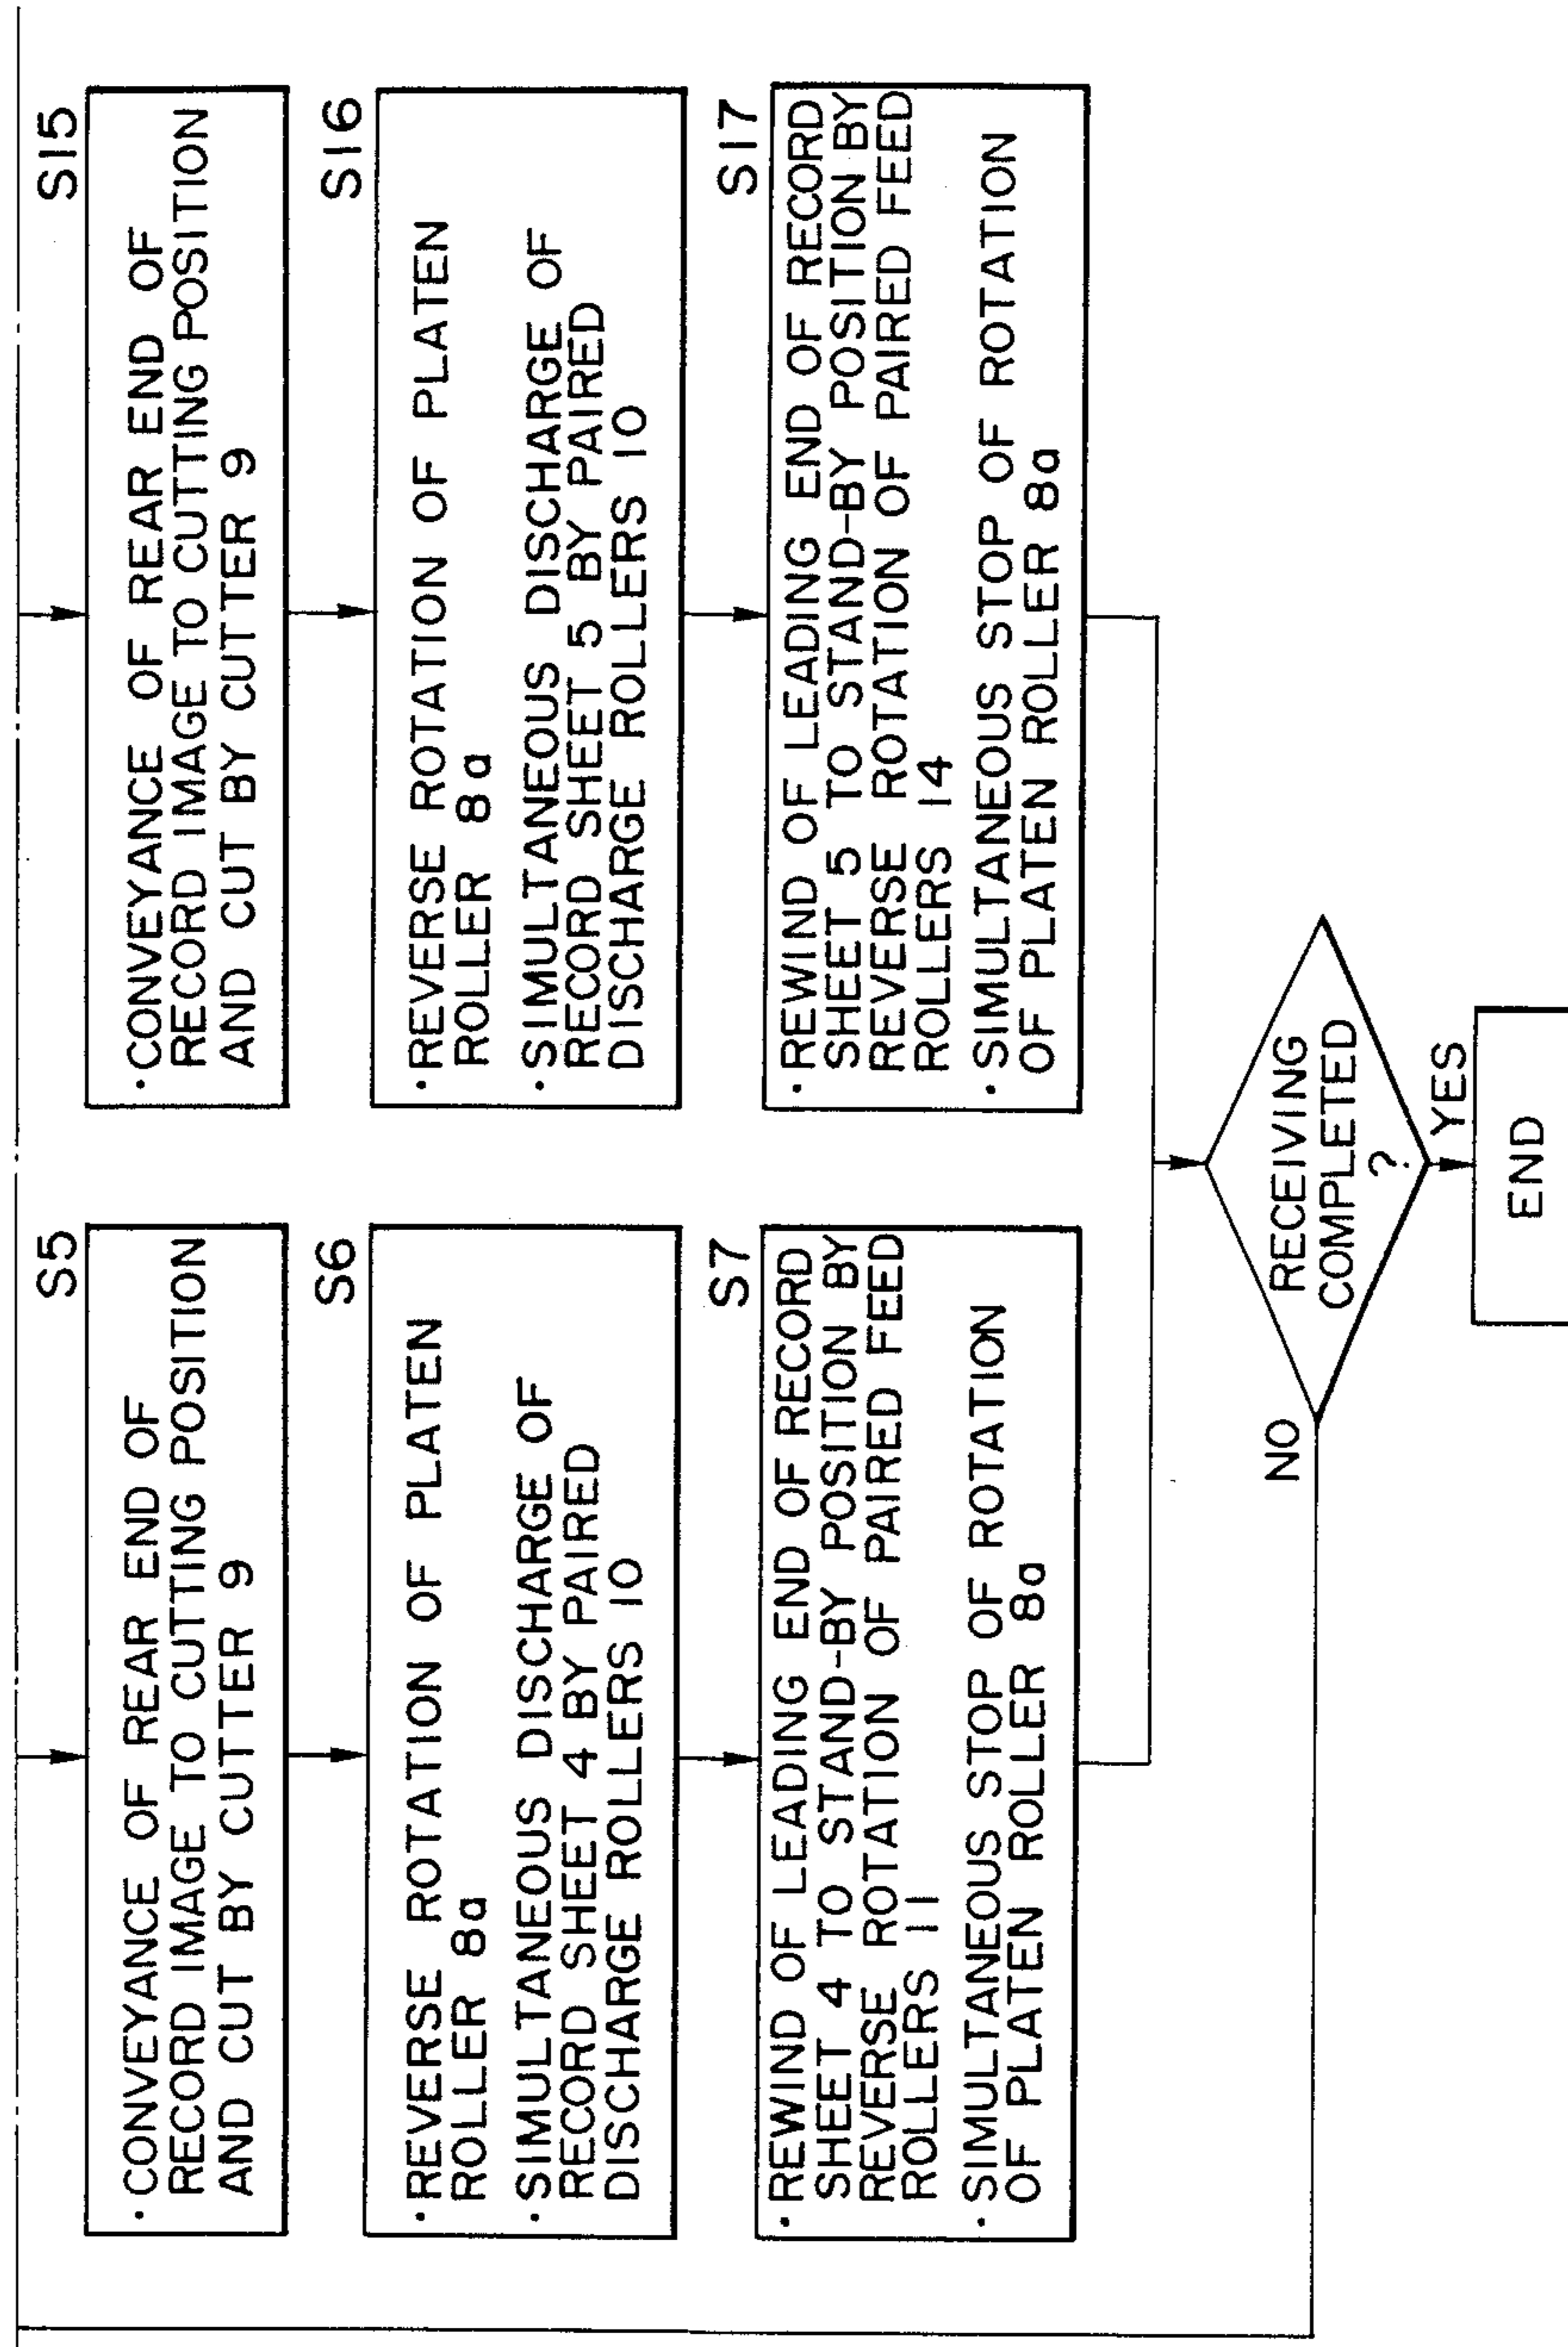 S5
· CONVEYANCE OF REAR END OF
RECORD IMAGE TO CUTTING POSITION
AND CUT BY CUTTER 9
S6
· REVERSE ROTATION OF PLATEN
ROLLER 8a
· SIMULTANEOUS DISCHARGE OF
RECORD SHEET 4 BY PAIRED
DISCHARGE ROLLERS 10
S7
· REWIND OF LEADING END OF RECORD
SHEET 4 TO STAND-BY POSITION BY
REVERSE ROTATION OF PAIRED FEED
ROLLERS 11
· SIMULTANEOUS STOP OF ROTATION
OF PLATEN ROLLER 8a
S15
· CONVEYANCE OF REAR END OF
RECORD IMAGE TO CUTTING POSITION
AND CUT BY CUTTER 9
S16
· REVERSE ROTATION OF PLATEN
ROLLER 8a
· SIMULTANEOUS DISCHARGE OF
RECORD SHEET 5 BY PAIRED
DISCHARGE ROLLERS 10
S17
· REWIND OF LEADING END OF RECORD
SHEET 5 TO STAND-BY POSITION BY
REVERSE ROTATION OF PAIRED FEED
ROLLERS 14
· SIMULTANEOUS STOP OF ROTATION
OF PLATEN ROLLER 8a
NO
RECEIVING
COMPLETED
?
YES
END